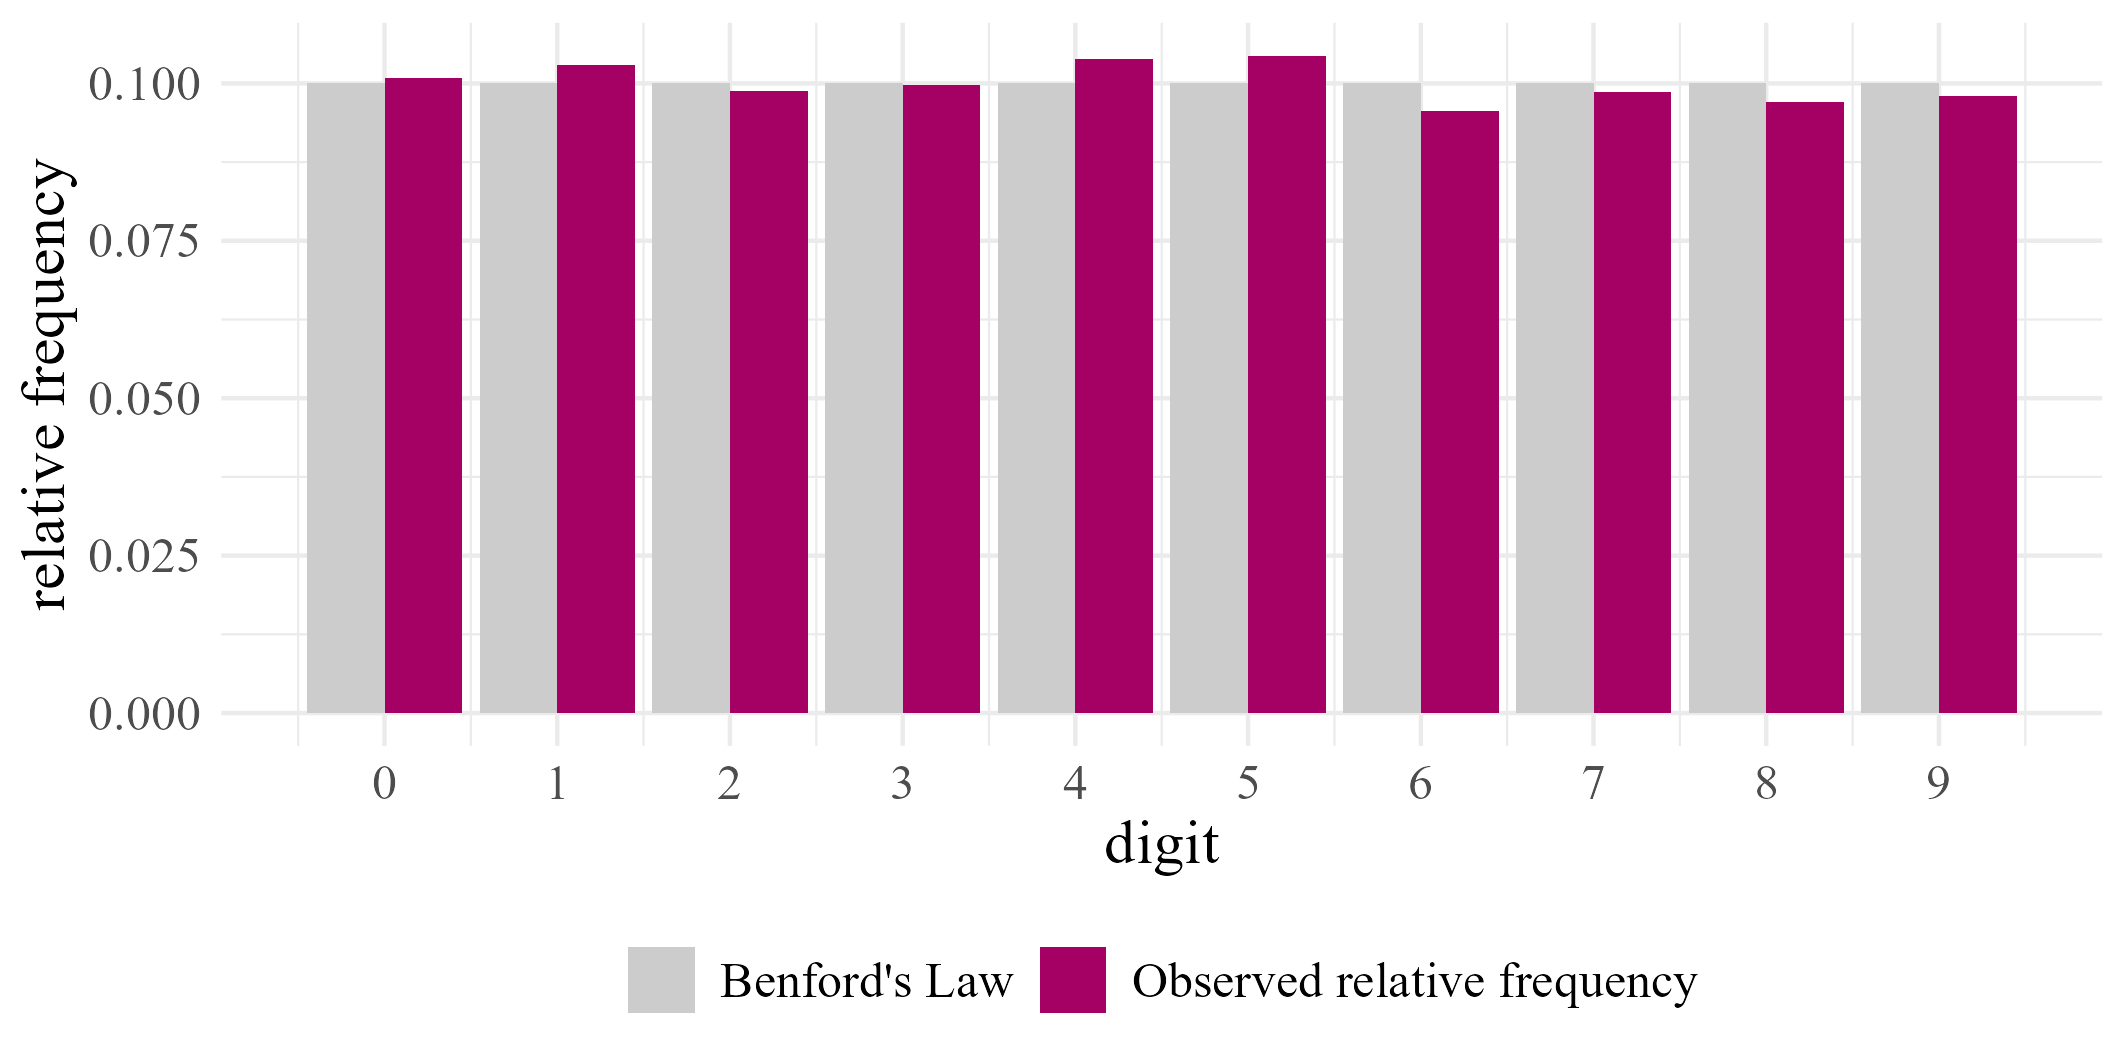 relative frequency
0.100
0.075
0.050
0.025
0.000
0 1 2 3 4 5 6 7 8 9
digit
Benford's Law Observed relative frequency